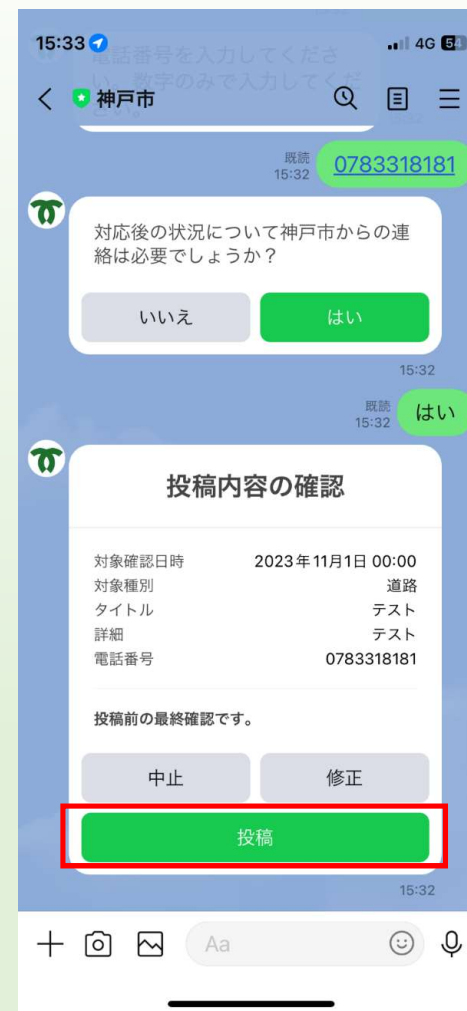 15:33
4G 54
電話番号を入力してくださ
い。数字のみで入力してくだ
さい。
神戸市
既読
15:32
0783318181
対応後の状況について神戸市からの連
絡は必要でしょうか？
いいえ
はい
15:32
既読
15:32
はい
投稿内容の確認
対象確認日時 2023年11月1日 00:00
対象種別 道路
タイトル テスト
詳細 テスト
電話番号 0783318181
投稿前の最終確認です。
中止
修正
投稿
15:32
Aa